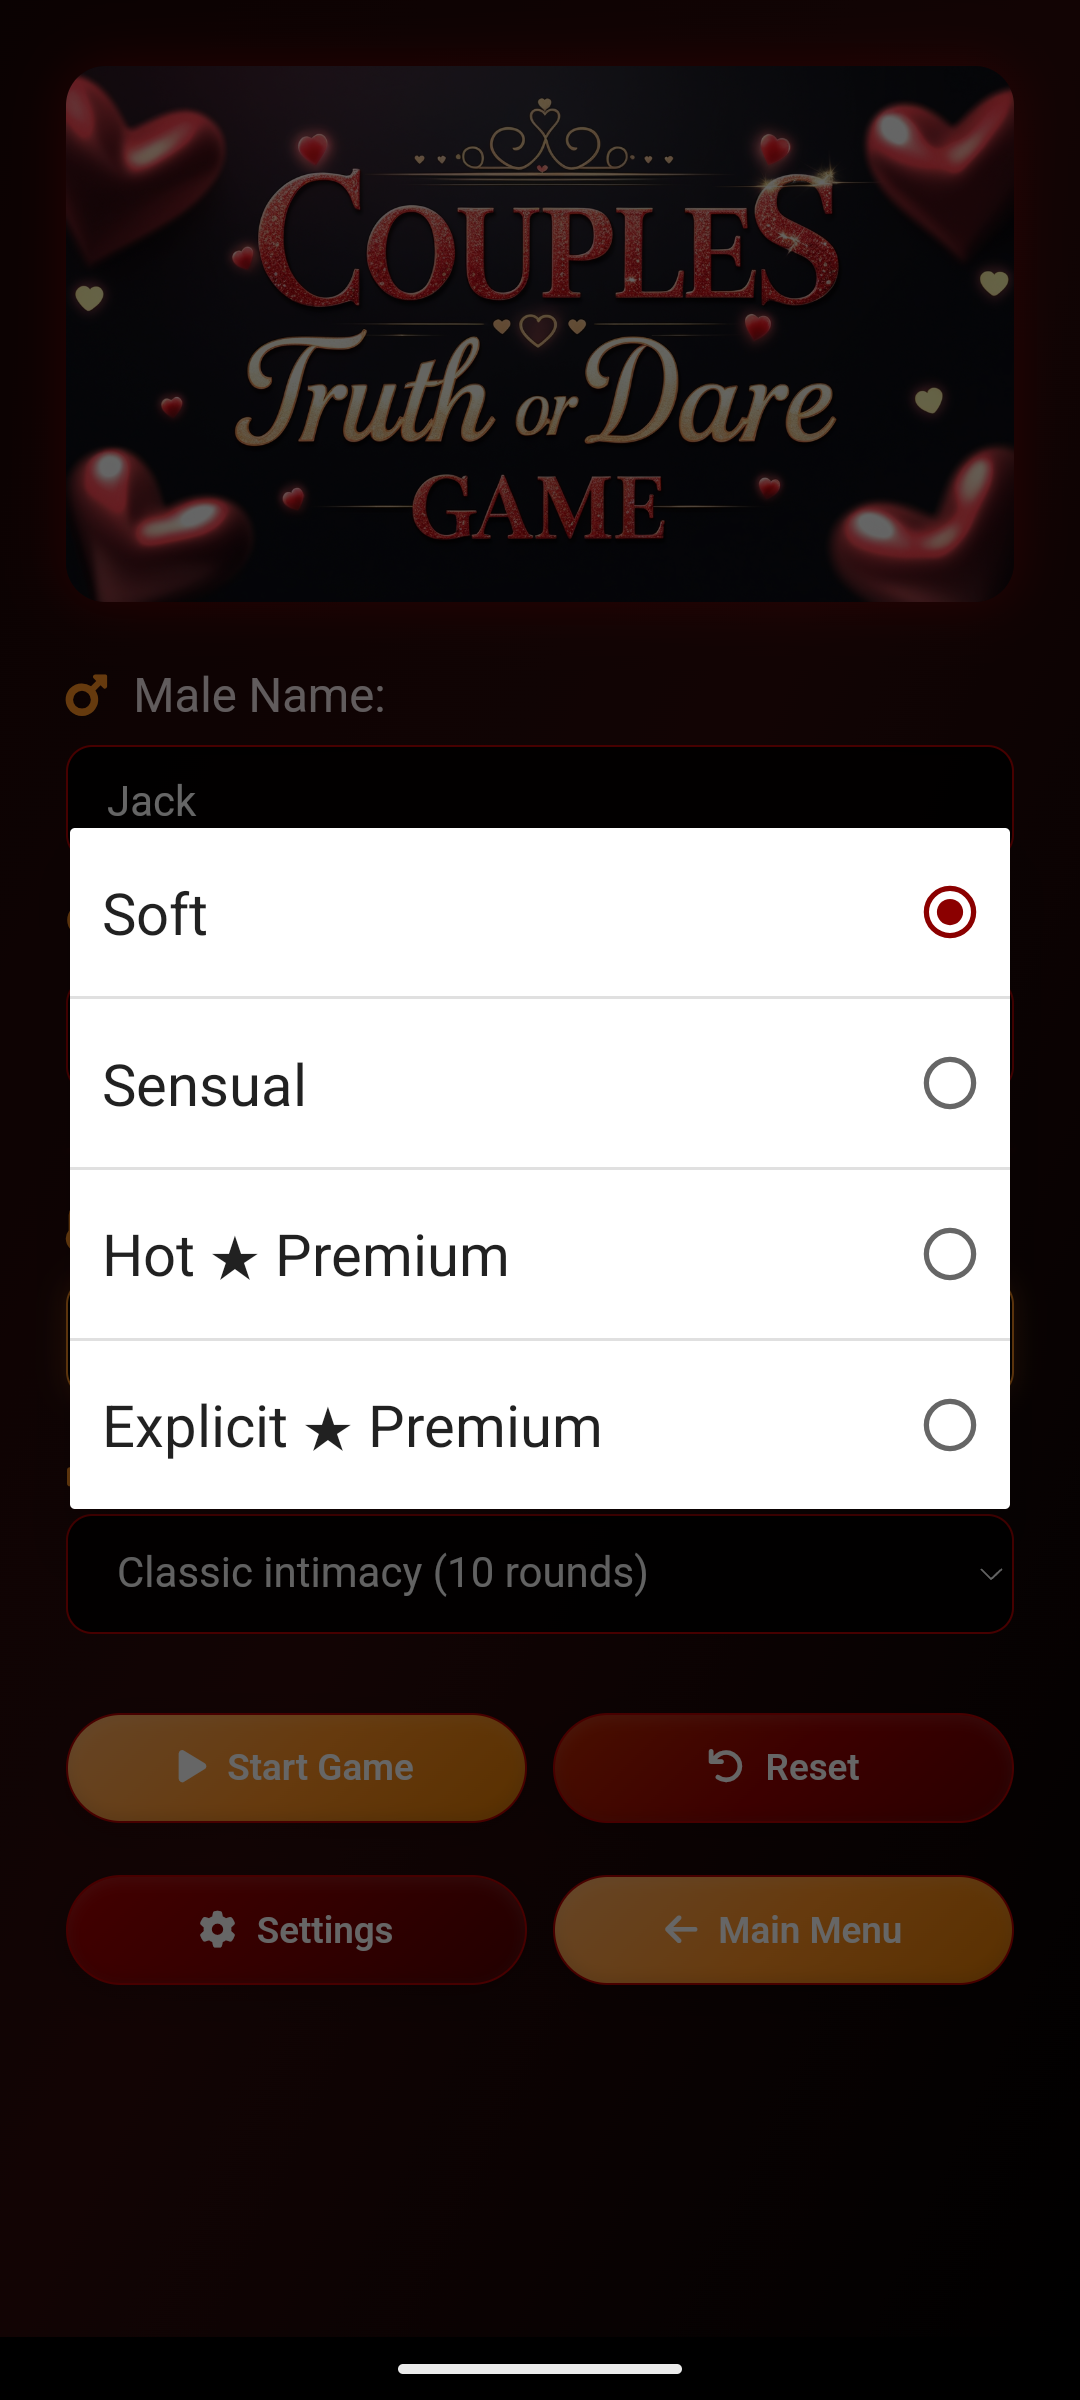 COUPLES
Truth or Dare
GAME
Male Name:
Jack
Soft
Sensual
Hot ★ Premium
Explicit ★ Premium
Classic intimacy (10 rounds)
Start Game
Reset
Settings
Main Menu